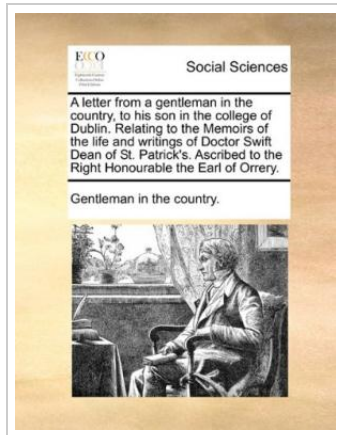 ECCO
Social Sciences
A letter from a gentleman in the
country, to his son in the college of
Dublin. Relating to the Memoirs of
the life and writings of Doctor Swift
Dean of St. Patrick's. Ascribed to the
Right Honourable the Earl of Orrery.
Gentleman in the country.